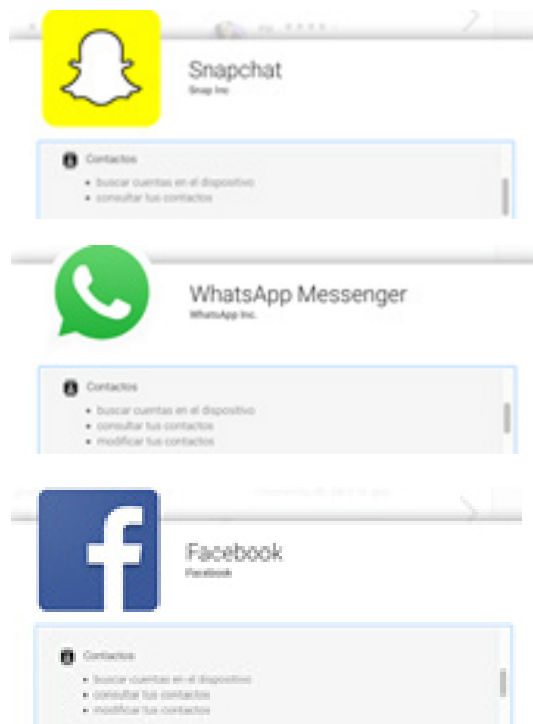 Snapchat
Snap Inc
Contactos
• buscar cuentas en el dispositivo
• consultar tus contactos
WhatsApp Messenger
WhatsApp Inc.
Contactos
• buscar cuentas en el dispositivo
• consultar tus contactos
• modificar tus contactos
Facebook
Facebook
Contactos
• buscar cuentas en el dispositivo
• consultar tus contactos
• modificar tus contactos